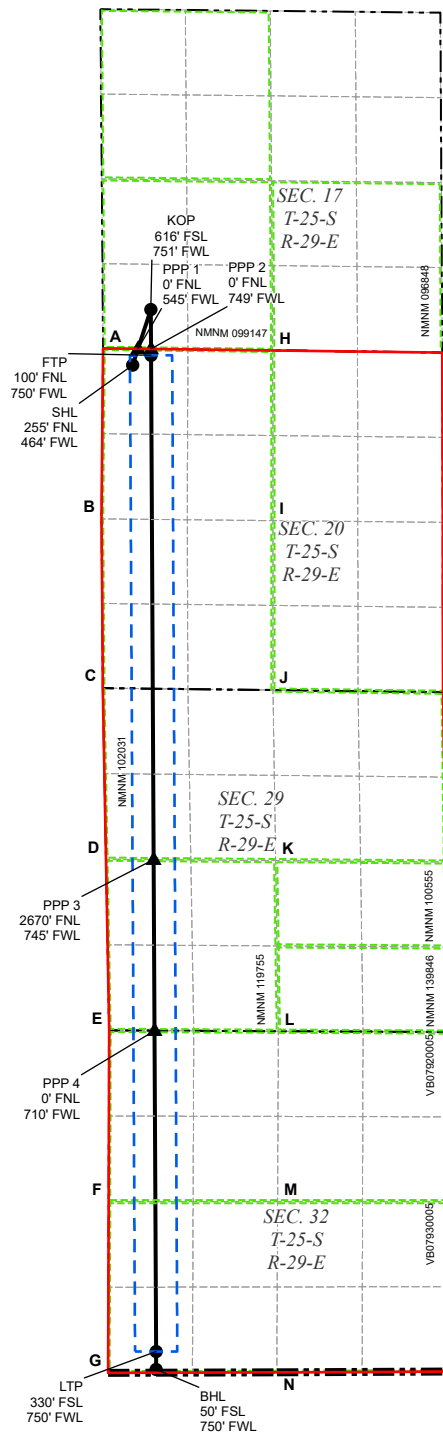 SEC. 17
T-25-S
R-29-E
KOP
616' FSL
751' FWL
PPP 1
0' FNL
545' FWL
PPP 2
0' FNL
749' FWL
NMNM 096848
NMNM 099147
A
H
FTP
100' FNL
750' FWL
SHL
255' FNL
464' FWL
B
I
SEC. 20
T-25-S
R-29-E
C
J
NMNM 102031
SEC. 29
T-25-S
R-29-E
D
K
PPP 3
2670' FNL
745' FWL
NMNM 100555
NMNM 119755
NMNM 139846
E
L
VB07920005
PPP 4
0' FNL
710' FWL
F
M
SEC. 32
T-25-S
R-29-E
VB07930005
G
N
LTP
330' FSL
750' FWL
BHL
50' FSL
750' FWL